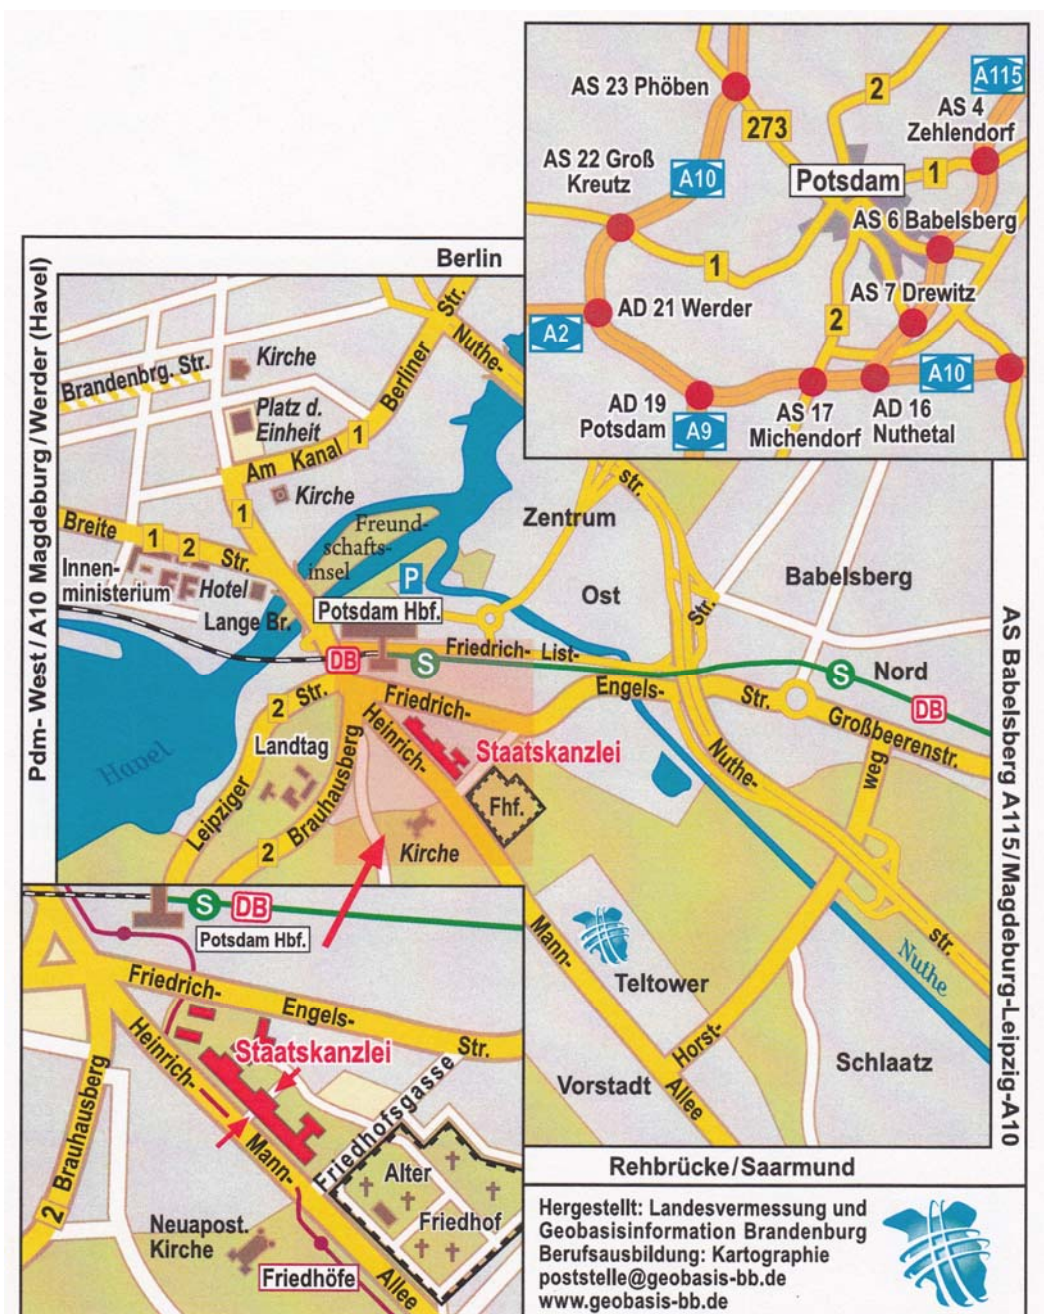 AS 23 Phöben
A115
2
AS 4
Zehlendorf
273
AS 22 Groß
Kreutz
A10
Potsdam
1
AS 6 Babelsberg
1
AD 21 Werder
AS 7 Drewitz
2
A2
A10
AD 19
Potsdam
A9
AS 17
Michendorf
AD 16
Nuthetal
Berlin
Pdm- West / A10 Magdeburg / Werder (Havel)
AS Babelsberg A115/Magdeburg-Leipzig-A10
Kirche
Berliner Str.
Nuthe-
Brandenbrg. Str.
Platz d.
Einheit
1
Am Kanal
Kirche
1
Breite
1
2
Str.
Freund-
schafts-
insel
Innen-
ministerium
Hotel
Lange Br.
P
Potsdam Hbf.
Zentrum
str.
Ost
Babelsberg
Str.
DB
S
Friedrich- List-
S
Nord
DB
2
Str.
Friedrich-
Engels-
Str.
Großbeerenstr.
Heinrich-
Landtag
Staatskanzlei
Havel
Leipziger
Brauhausberg
2
Fhf.
Kirche
Nuthe-
weg
str.
Nuthe
Mann-
Teltower
Vorstadt
Horst-
Allee
Schlaatz
S
DB
Potsdam Hbf.
Friedrich-
Engels-
Str.
Heinrich-
Staatskanzlei
Brauhausberg
2
Friedhofsgasse
Mann-
Alter
Friedhof
Neuapost.
Kirche
Friedhöfe
Allee
Rehbrücke/Saarmund
Hergestellt: Landesvermessung und
Geobasisinformation Brandenburg
Berufsausbildung: Kartographie
poststelle@geobasis-bb.de
www.geobasis-bb.de